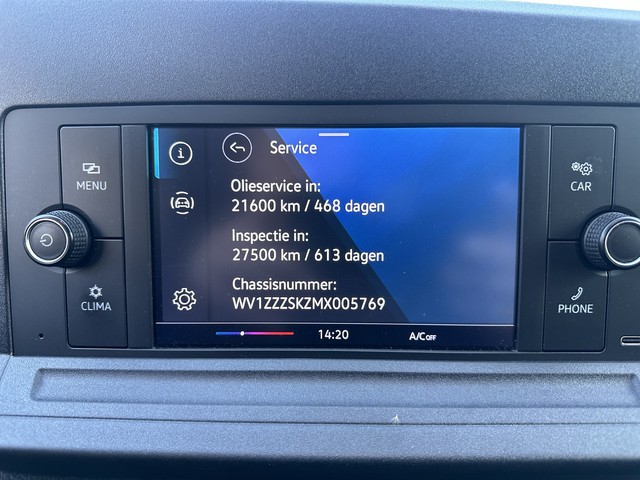 MENU
CLIMA
Service
Olieservice in:
21600 km / 468 dagen
Inspectie in:
27500 km / 613 dagen
Chassisnummer:
WV1ZZZSKZMX005769
14:20
A/C OFF
CAR
PHONE